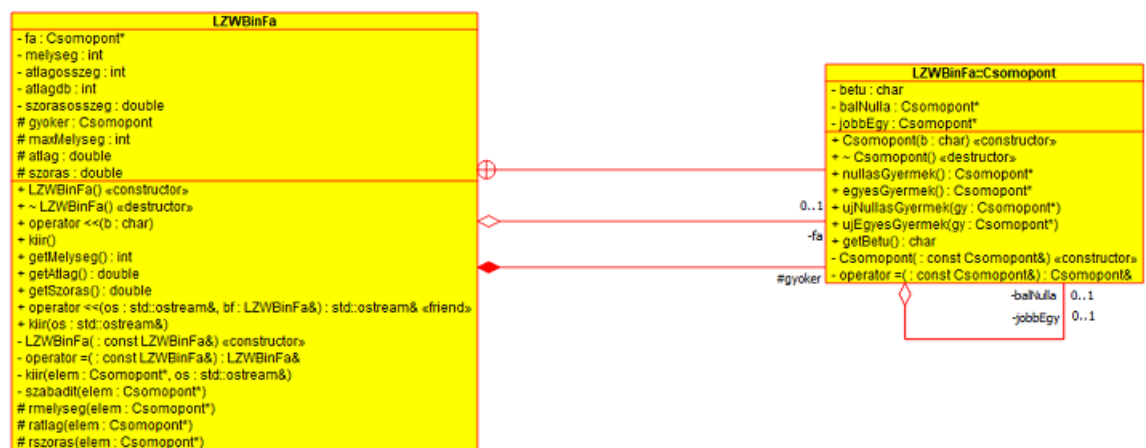 LZWBinFa
- fa : Csomopont*
- melyseg : int
- atlagosszeg : int
- atlagdb : int
- szorasosszeg : double
# gyoker : Csomopont
# maxMelyseg : int
# atlag : double
# szoras : double
+ LZWBinFa() «constructor»
+ ~ LZWBinFa() «destructor»
+ operator <<(b : char)
+ kiir()
+ getMelyseg() : int
+ getAtlag() : double
+ getSzoras() : double
+ operator <<(os : std::ostream&, bf : LZWBinFa&) : std::ostream& «friend»
+ kiir(os : std::ostream&)
- LZWBinFa( : const LZWBinFa&) «constructor»
- operator =( : const LZWBinFa&) : LZWBinFa&
- kiir(elem : Csomopont*, os : std::ostream&)
- szabadit(elem : Csomopont*)
# rmelyseg(elem : Csomopont*)
# ratlag(elem : Csomopont*)
# rszoras(elem : Csomopont*)
0..1
-fa
#gyoker
LZWBinFa::Csomopont
- betu : char
- balNulla : Csomopont*
- jobbEgy : Csomopont*
+ Csomopont(b : char) «constructor»
+ ~ Csomopont() «destructor»
+ nullasGyermek() : Csomopont*
+ egyesGyermek() : Csomopont*
+ ujNullasGyermek(gy : Csomopont*)
+ ujEgyesGyermek(gy : Csomopont*)
+ getBetu() : char
- Csomopont( : const Csomopont&) «constructor»
- operator =( : const Csomopont&) : Csomopont&
-balNulla 0..1
-jobbEgy 0..1